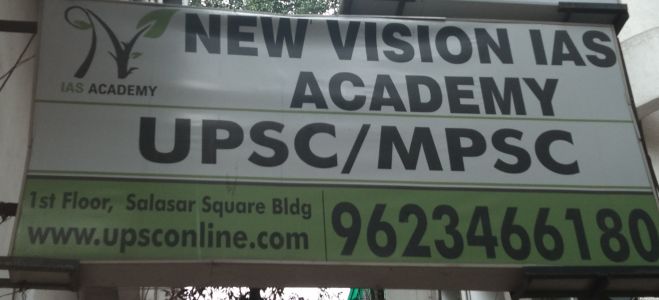 IAS ACADEMY
NEW VISION IAS
ACADEMY
UPSC/MPSC
1st Floor, Salasar Square Bldg
www.upsconline.com
9623466180